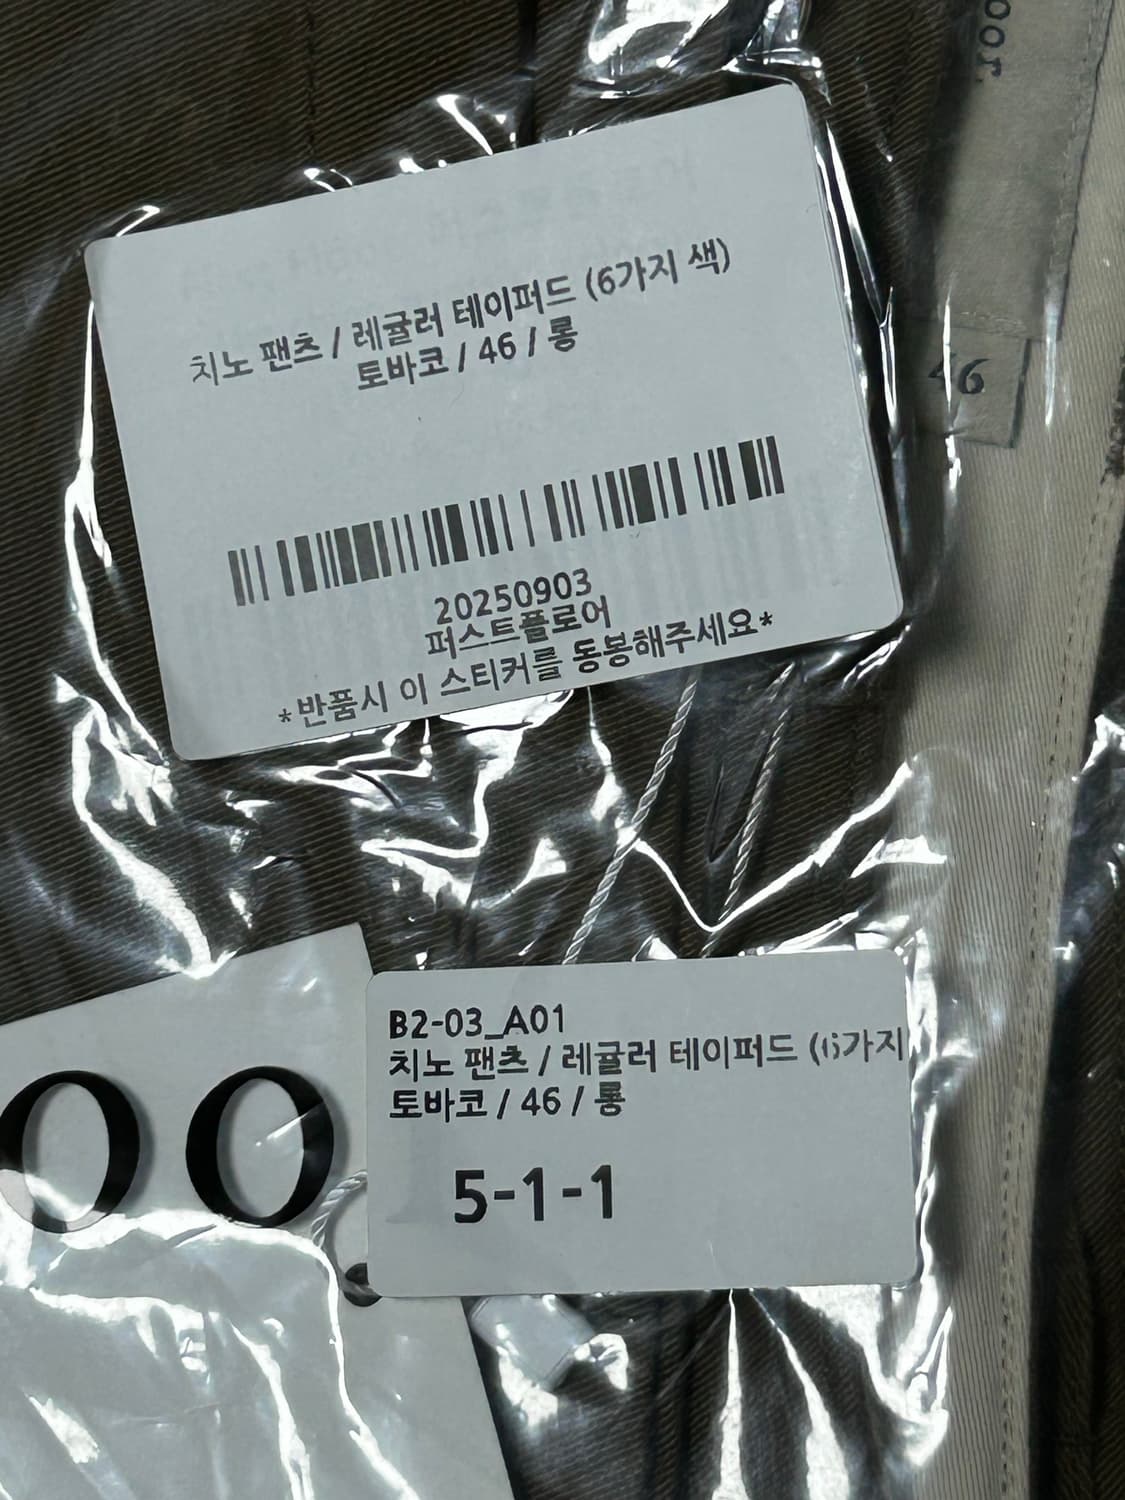 oor.
치노 팬츠 / 레귤러 테이퍼드 (6가지 색)
토바코 / 46 / 롱
46
20250903
퍼스트플로어
*반품시 이 스티커를 동봉해주세요*
B2-03_A01
치노 팬츠 / 레귤러 테이퍼드 (6가지
토바코 / 46 / 롱
5-1-1
OO